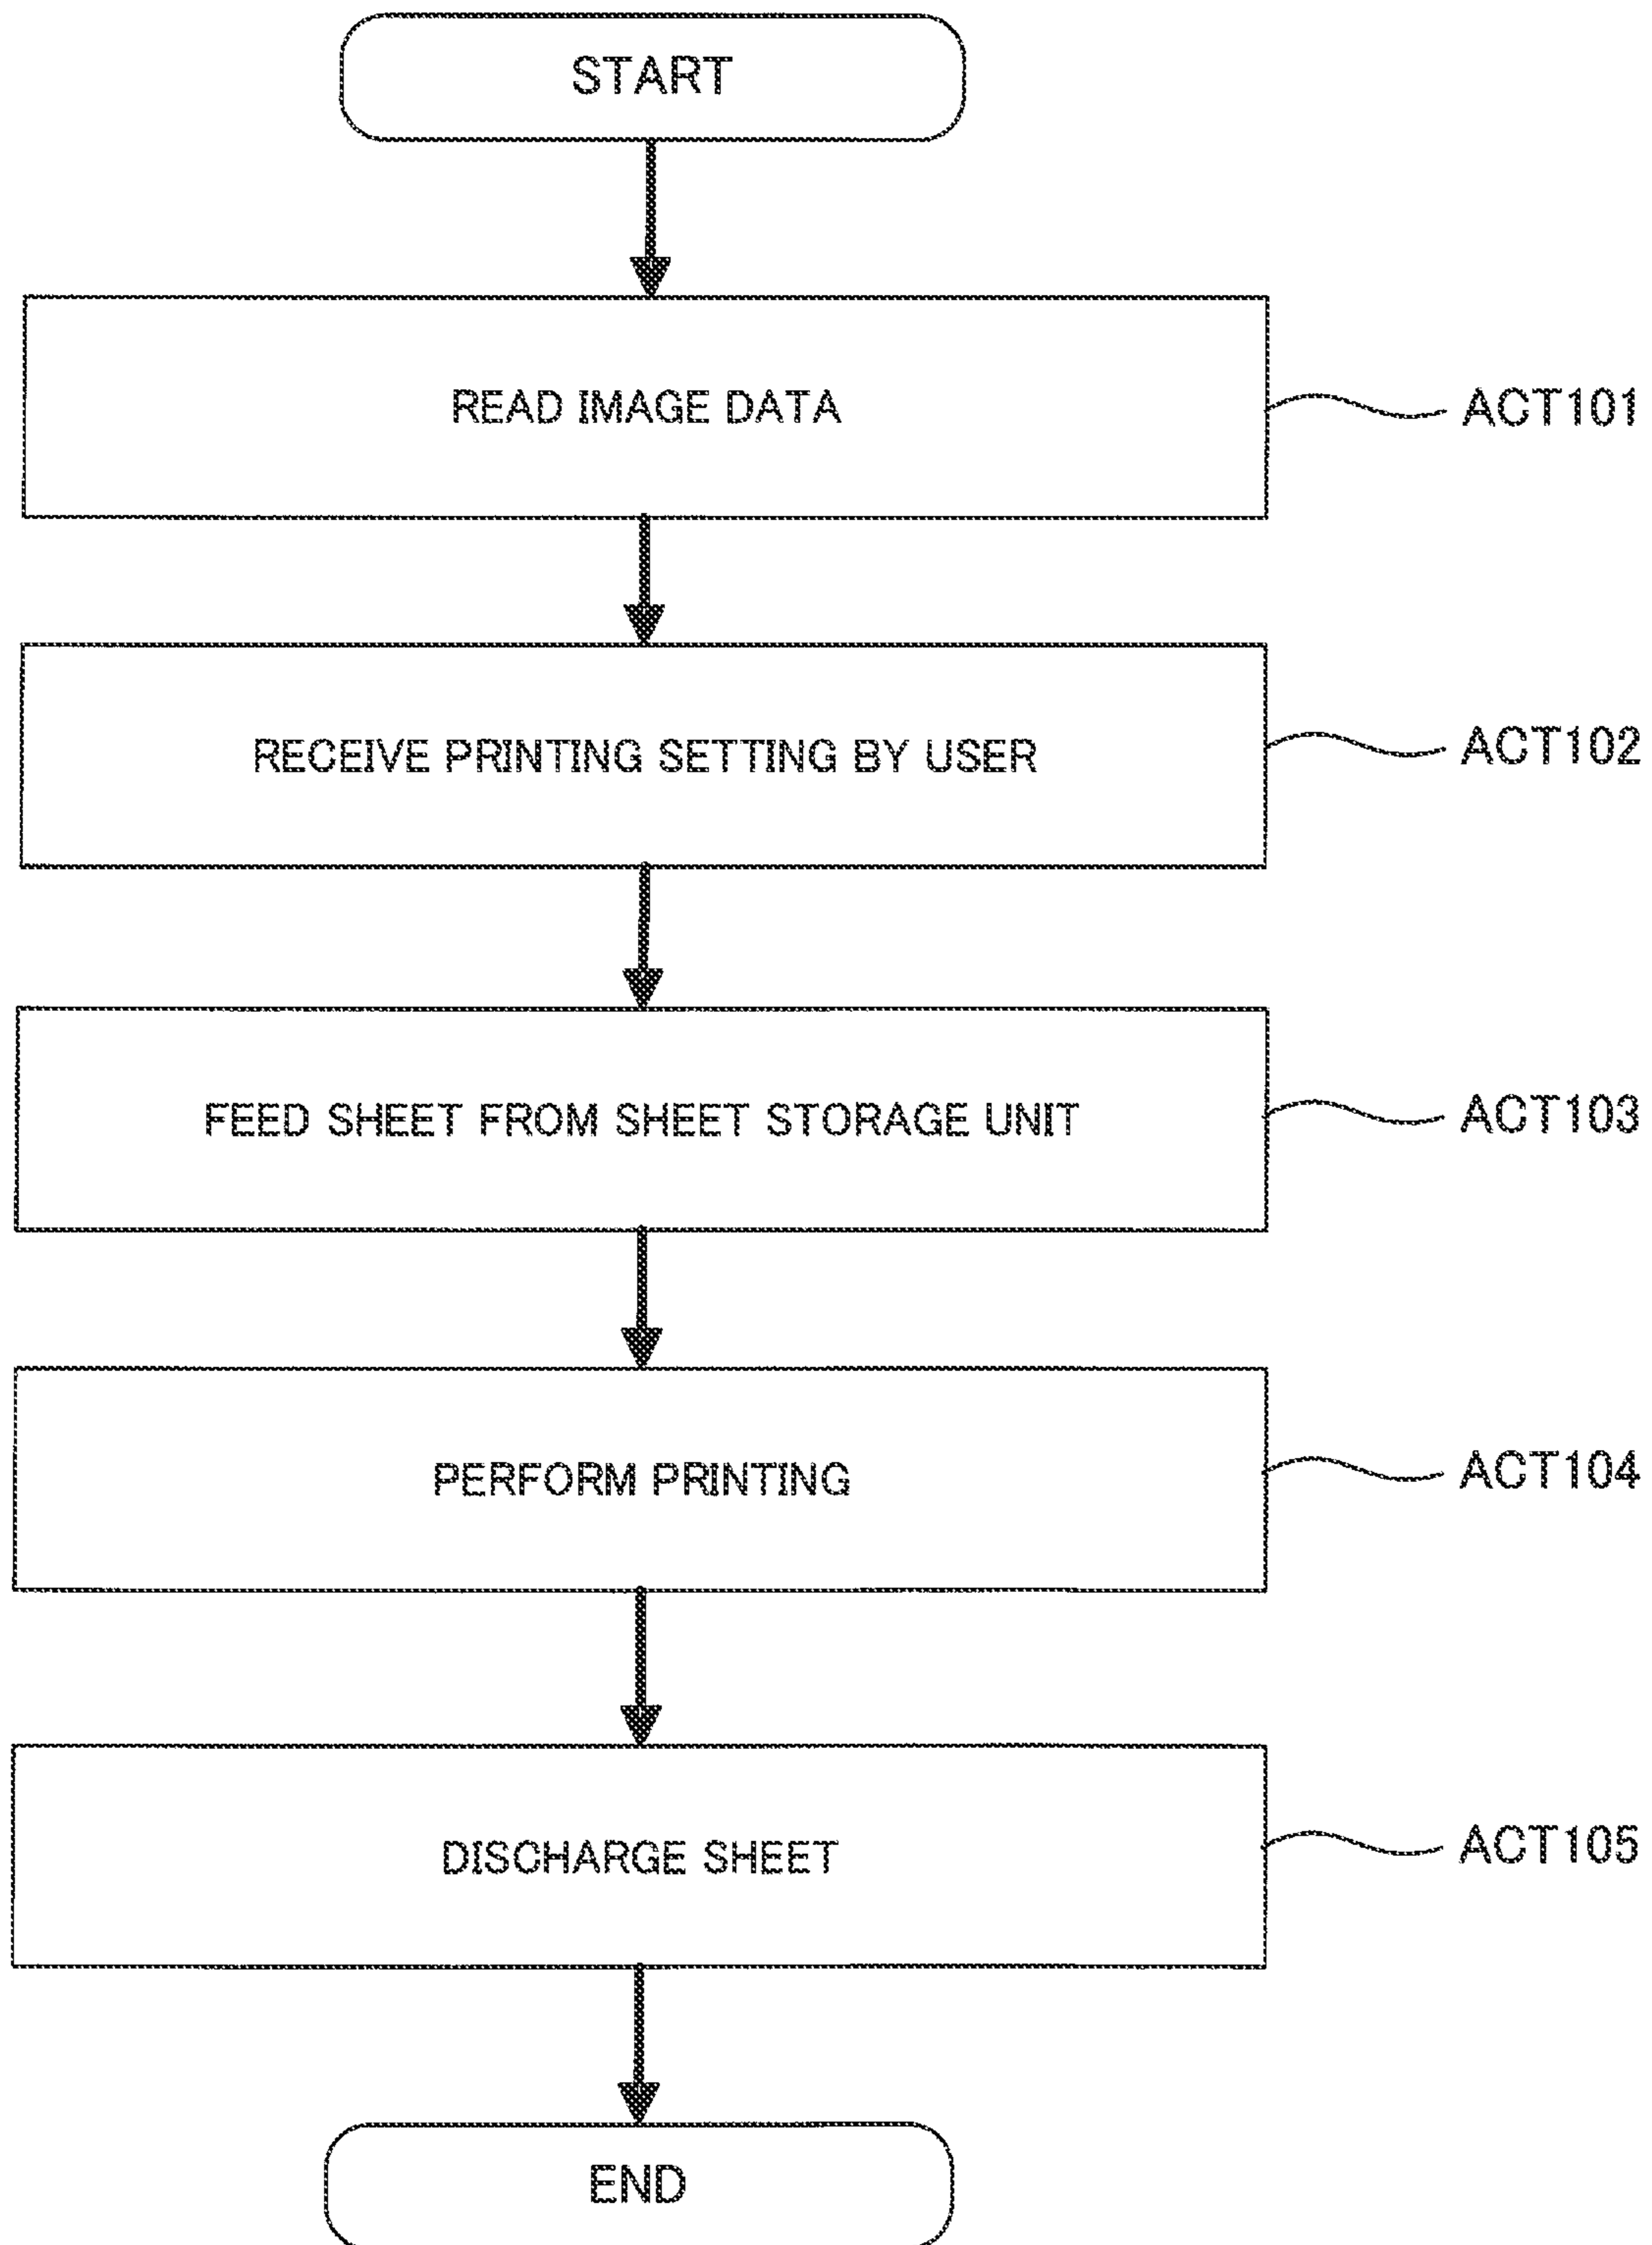 START
READ IMAGE DATA
ACT101
RECEIVE PRINTING SETTING BY USER
ACT102
FEED SHEET FROM SHEET STORAGE UNIT
ACT103
PERFORM PRINTING
ACT104
DISCHARGE SHEET
ACT105
END